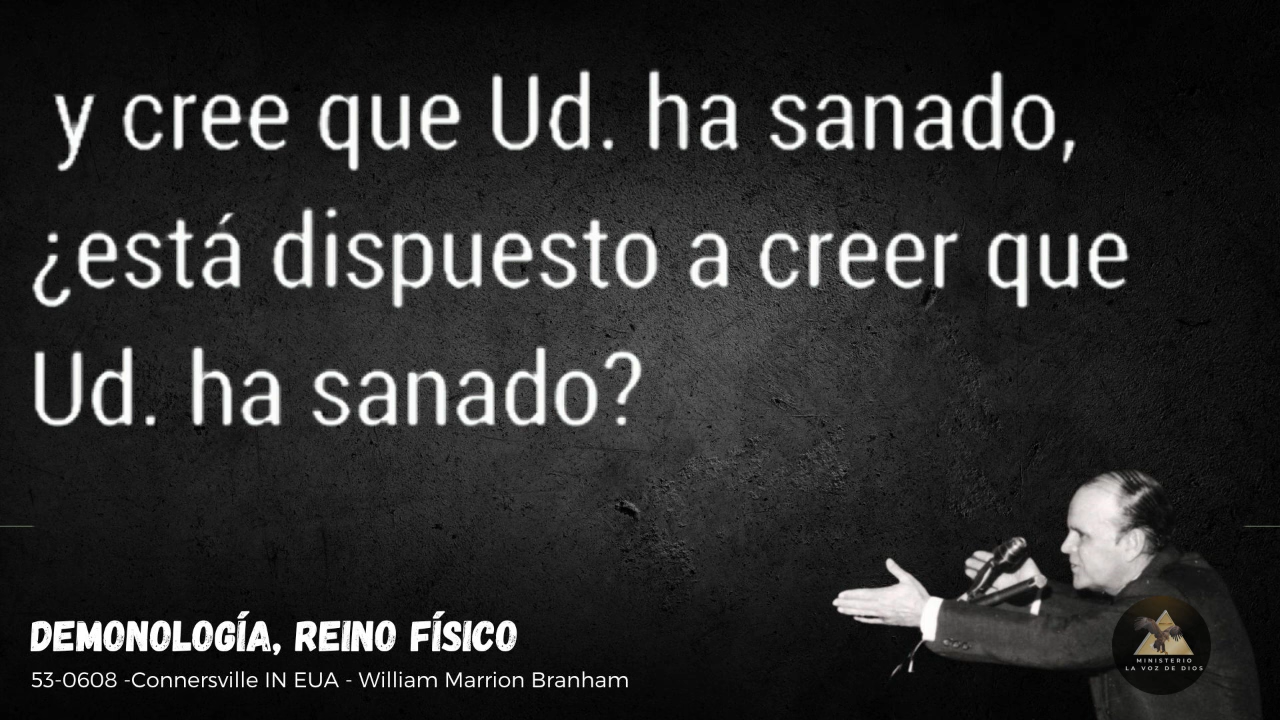 y cree que Ud. ha sanado,
¿está dispuesto a creer que
Ud. ha sanado?
DEMONOLOGÍA, REINO FÍSICO
53-0608 -Connersville IN EUA - William Marrion Branham
MINISTERIO
LA VOZ DE DIOS